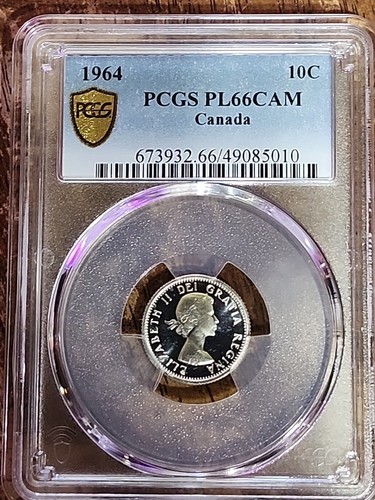 1964 10C
PCGS PL66CAM
PCGS
Canada
673932.66/49085010
ELIZABETH II DEI GRATIA REGINA